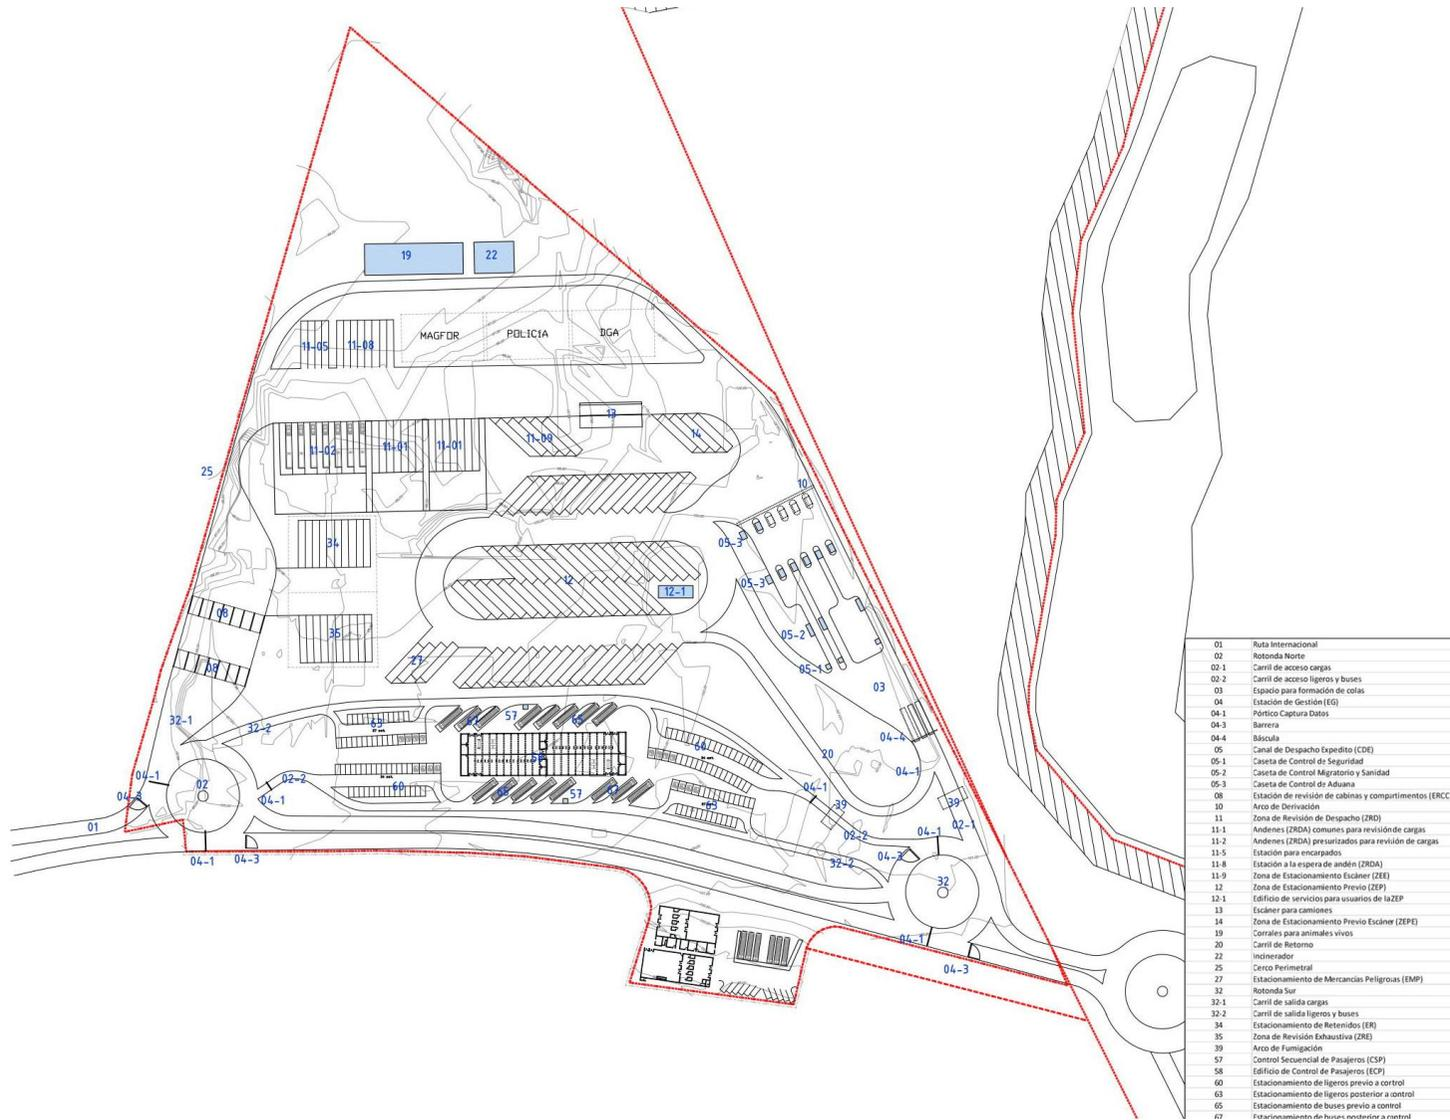 19
22
MAGFOR
POLICÍA
DGA
11-05
11-08
13
11-09
14
11-02
11-01
11-01
25
10
34
05-3
05-3
12
12-1
08
35
05-2
27
05-1
08
03
32-1
32-2
63
67
57
65
04-4
60
58
20
04-1
04-1
02
02-2
04-1
60
65
57
67
63
04-1
39
39
04-3
01
02-2
04-1
02-1
04-1
04-3
32-2
04-3
32
04-1
04-3
01 Ruta Internacional
02 Rotonda Norte
02-1 Carril de acceso cargas
02-2 Carril de acceso ligeros y buses
03 Espacio para formación de colas
04 Estación de Gestión (EG)
04-1 Pórtico Captura Datos
04-3 Barrera
04-4 Báscula
05 Canal de Despacho Expedito (CDE)
05-1 Caseta de Control de Seguridad
05-2 Caseta de Control Migratorio y Sanidad
05-3 Caseta de Control de Aduana
08 Estación de revisión de cabinas y compartimentos (ERCC
10 Arco de Derivación
11 Zona de Revisión de Despacho (ZRD)
11-1 Andenes (ZRDA) comunes para revisión de cargas
11-2 Andenes (ZRDA) presurizados para revisión de cargas
11-5 Estación para encarpados
11-8 Estación a la espera de andén (ZRDA)
11-9 Zona de Estacionamiento Escáner (ZEE)
12 Zona de Estacionamiento Previo (ZEP)
12-1 Edificio de servicios para usuarios de la ZEP
13 Escáner para camiones
14 Zona de Estacionamiento Previo Escáner (ZEPE)
19 Corrales para animales vivos
20 Carril de Retorno
22 Incinerador
25 Cerco Perimetral
27 Estacionamiento de Mercancías Peligrosas (EMP)
32 Rotonda Sur
32-1 Carril de salida cargas
32-2 Carril de salida ligeros y buses
34 Estacionamiento de Retenidos (ER)
35 Zona de Revisión Exhaustiva (ZRE)
39 Arco de Fumigación
57 Control Secuencial de Pasajeros (CSP)
58 Edificio de Control de Pasajeros (ECP)
60 Estacionamiento de ligeros previo a control
63 Estacionamiento de ligeros posterior a control
65 Estacionamiento de buses previo a control
67 Estacionamiento de buses posterior a control